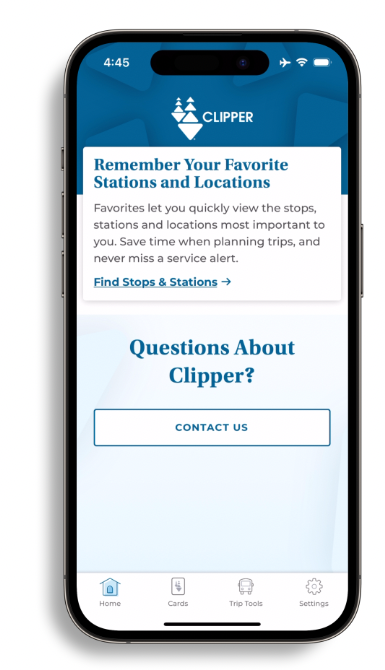 4:45
CLIPPER
Remember Your Favorite
Stations and Locations
Favorites let you quickly view the stops,
stations and locations most important to
you. Save time when planning trips, and
never miss a service alert.
Find Stops & Stations →
Questions About
Clipper?
CONTACT US
Home Cards Trip Tools Settings